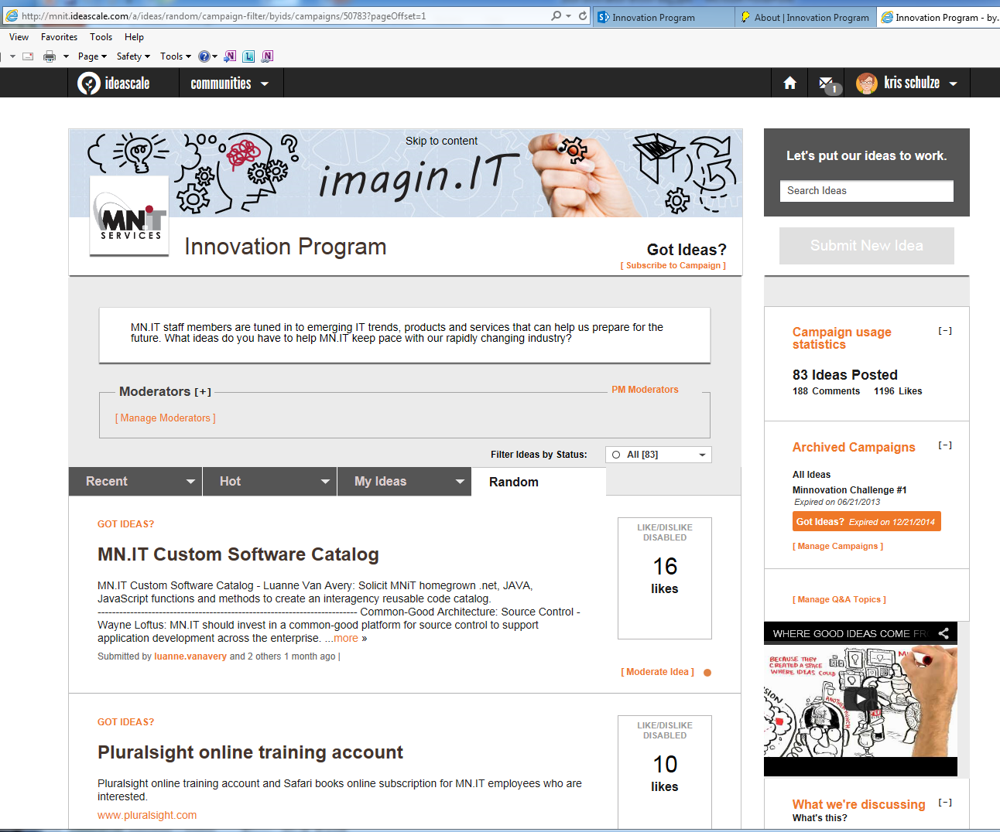 http://mnit.ideascale.com/a/ideas/random/campaign-filter/byids/campaigns/50783?pageOffset=1
Innovation Program
About | Innovation Program
Innovation Program - by...
View Favorites Tools Help
Page Safety Tools
ideascale
communities
1
kris schulze
Skip to content
imagin.IT
MN.iT
SERVICES
Innovation Program
Got Ideas?
[ Subscribe to Campaign ]
MN.IT staff members are tuned in to emerging IT trends, products and services that can help us prepare for the
future. What ideas do you have to help MN.IT keep pace with our rapidly changing industry?
Moderators [+]
PM Moderators
[ Manage Moderators ]
Filter Ideas by Status:
All [83]
Recent
Hot
My Ideas
Random
GOT IDEAS?
MN.IT Custom Software Catalog
MN.IT Custom Software Catalog - Luanne Van Avery: Solicit MNiT homegrown .net, JAVA,
JavaScript functions and methods to create an interagency reusable code catalog.
------------------------------------------------------------------------ Common-Good Architecture: Source Control -
Wayne Loftus: MN.IT should invest in a common-good platform for source control to support
application development across the enterprise. ...more »
Submitted by luanne.vanavery and 2 others 1 month ago |
LIKE/DISLIKE
DISABLED
16
likes
[ Moderate Idea ]
GOT IDEAS?
Pluralsight online training account
Pluralsight online training account and Safari books online subscription for MN.IT employees who are
interested.
www.pluralsight.com
LIKE/DISLIKE
DISABLED
10
likes
Let's put our ideas to work.
Search Ideas
Submit New Idea
Campaign usage
statistics
[-]
83 Ideas Posted
188 Comments 1196 Likes
Archived Campaigns
[-]
All Ideas
Minnovation Challenge #1
Expired on 06/21/2013
Got Ideas? Expired on 12/21/2014
[ Manage Campaigns ]
[ Manage Q&A Topics ]
WHERE GOOD IDEAS COME FR
BECAUSE THEY
CREATED A SPACE
WHERE IDEAS COULD
What we're discussing
[-]
What's this?